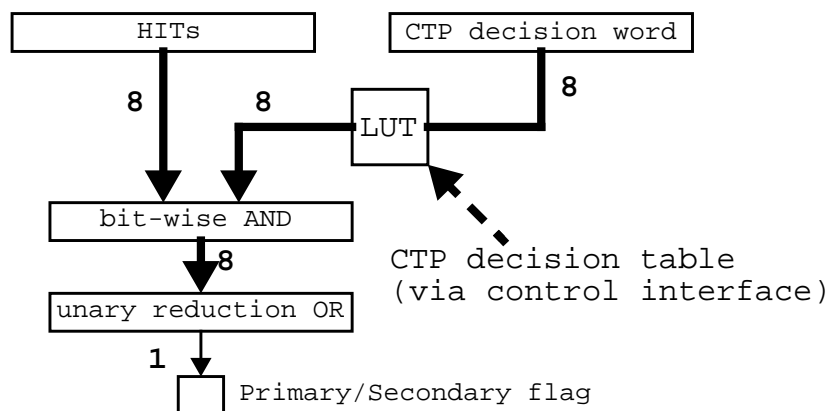 HITs
CTP decision word
8
8
8
LUT
bit-wise AND
8
CTP decision table
(via control interface)
unary reduction OR
1
Primary/Secondary flag